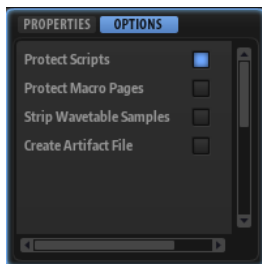 PROPERTIES OPTIONS
Protect Scripts
Protect Macro Pages
Strip Wavetable Samples
Create Artifact File